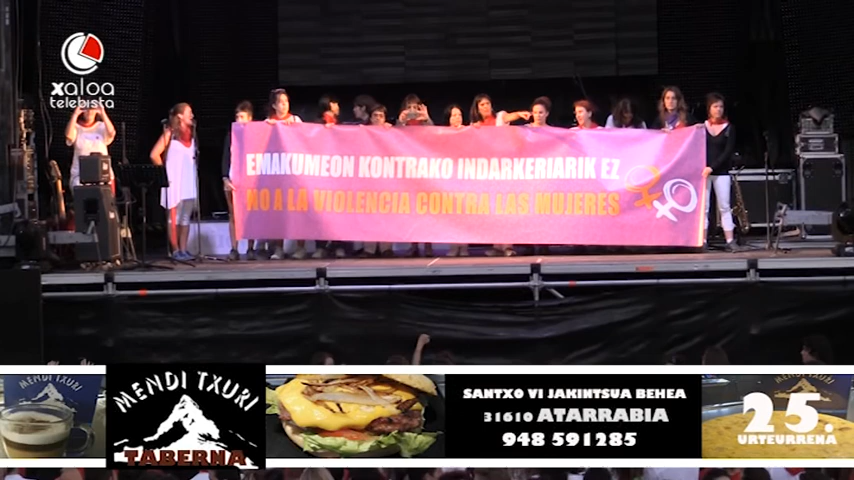 xaloa
telebista
EMAKUMEON KONTRAKO INDARKERIARIK EZ
NO A LA VIOLENCIA CONTRA LAS MUJERES
MENDI TXURI
MENDI TXURI
TABERNA
SANTXO VI JAKINTSUA BEHEA
31610 ATARRABIA
948 591285
MENDI TXURI
25.
URTEURRENA